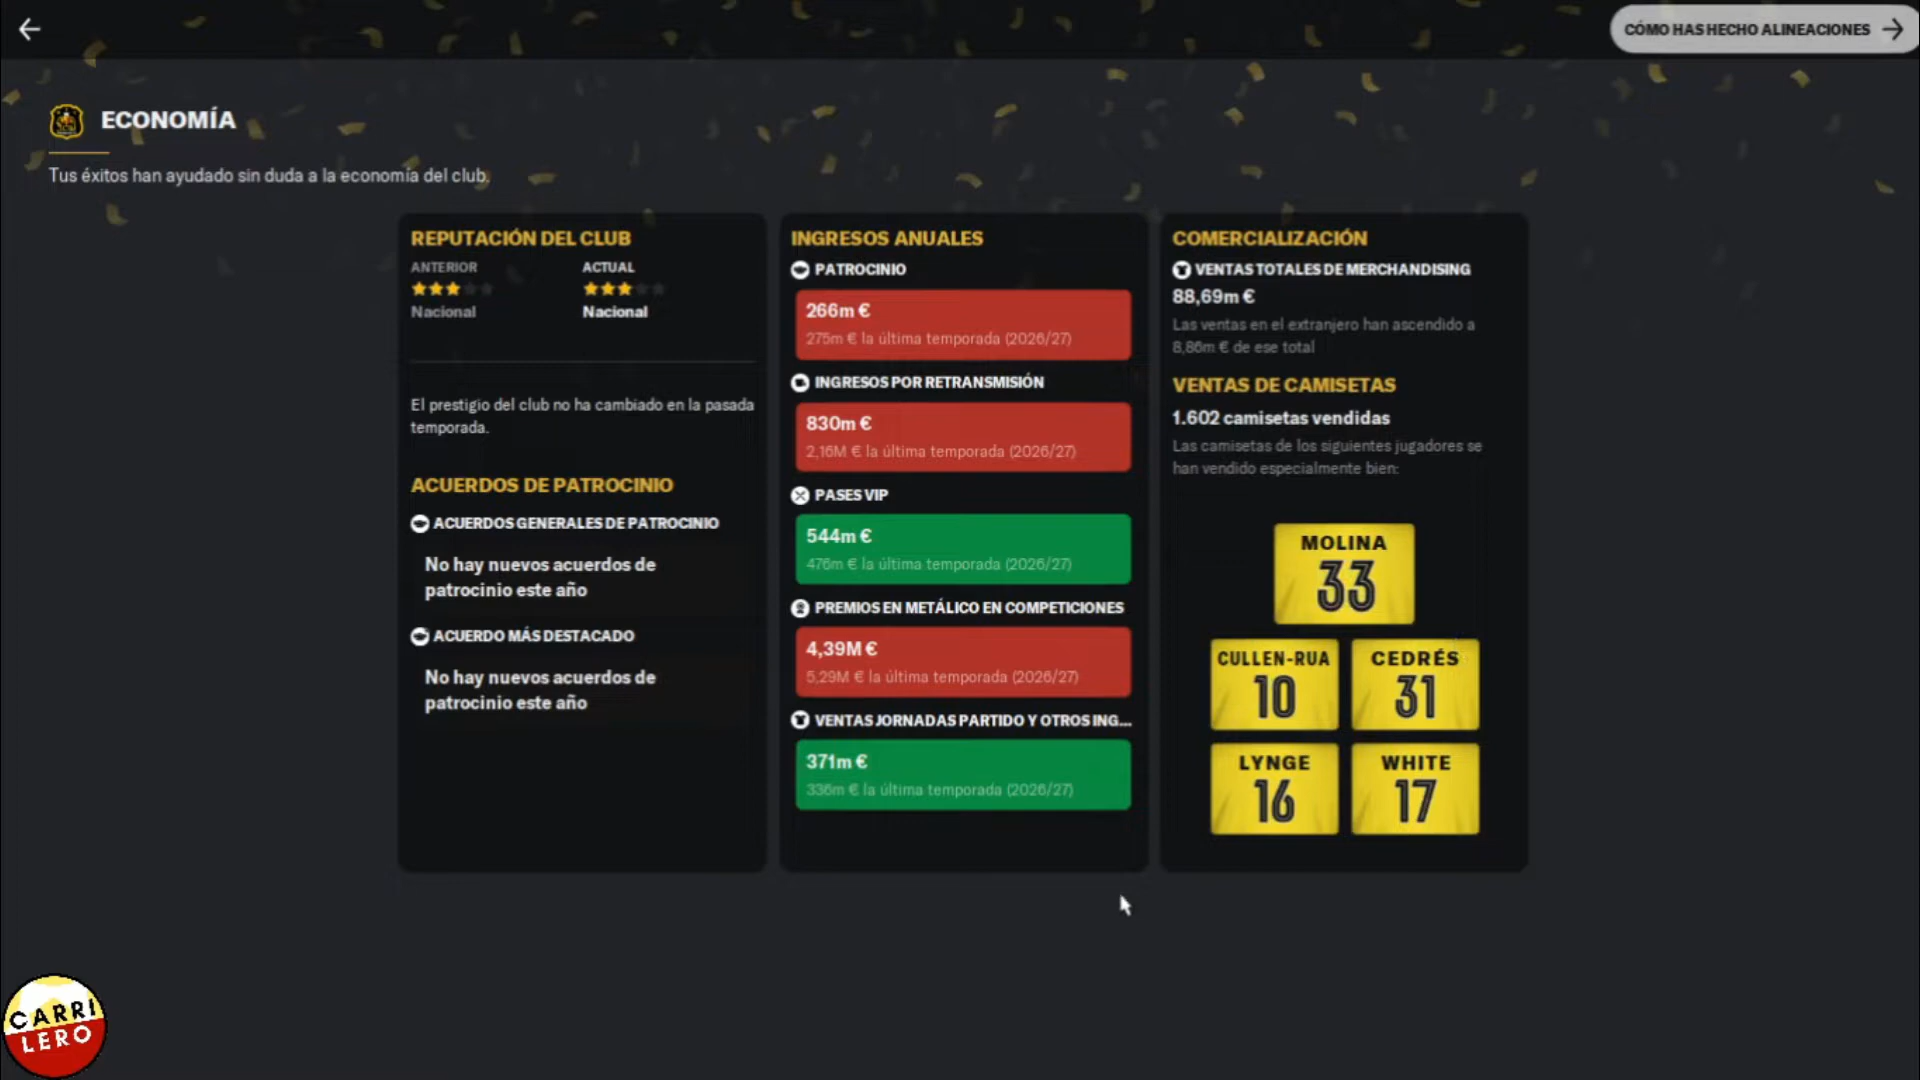 CÓMO HAS HECHO ALINEACIONES
ECONOMÍA
Tus éxitos han ayudado sin duda a la economía del club.
REPUTACIÓN DEL CLUB
ANTERIOR
ACTUAL
Nacional
Nacional
El prestigio del club no ha cambiado en la pasada
temporada.
ACUERDOS DE PATROCINIO
ACUERDOS GENERALES DE PATROCINIO
No hay nuevos acuerdos de
patrocinio este año
ACUERDO MÁS DESTACADO
No hay nuevos acuerdos de
patrocinio este año
INGRESOS ANUALES
PATROCINIO
266m €
275m € la última temporada (2026/27)
INGRESOS POR RETRANSMISIÓN
830m €
2,16M € la última temporada (2026/27)
PASES VIP
544m €
476m € la última temporada (2026/27)
PREMIOS EN METÁLICO EN COMPETICIONES
4,39M €
5,29M € la última temporada (2026/27)
VENTAS JORNADAS PARTIDO Y OTROS ING...
371m €
336m € la última temporada (2026/27)
COMERCIALIZACIÓN
VENTAS TOTALES DE MERCHANDISING
88,69m €
Las ventas en el extranjero han ascendido a
8,86m € de ese total
VENTAS DE CAMISETAS
1.602 camisetas vendidas
Las camisetas de los siguientes jugadores se
han vendido especialmente bien:
MOLINA
33
CULLEN-RUA
10
CEDRÉS
31
LYNGE
16
WHITE
17
CARRI
LERO